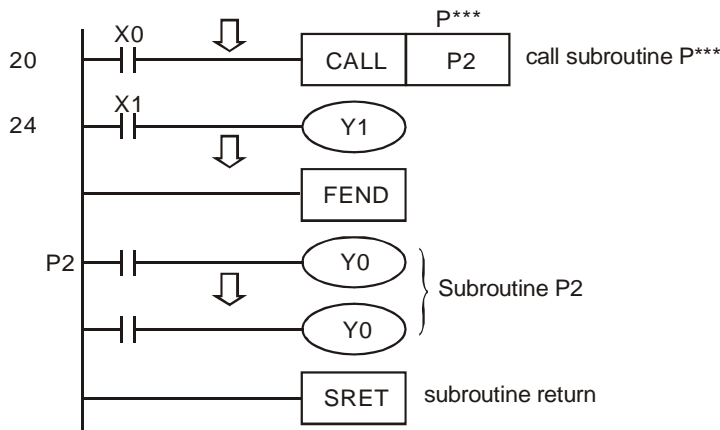 P***
X0
20 CALL P2 call subroutine P***
X1
24 Y1
FEND
P2 Y0
Subroutine P2
Y0
SRET subroutine return